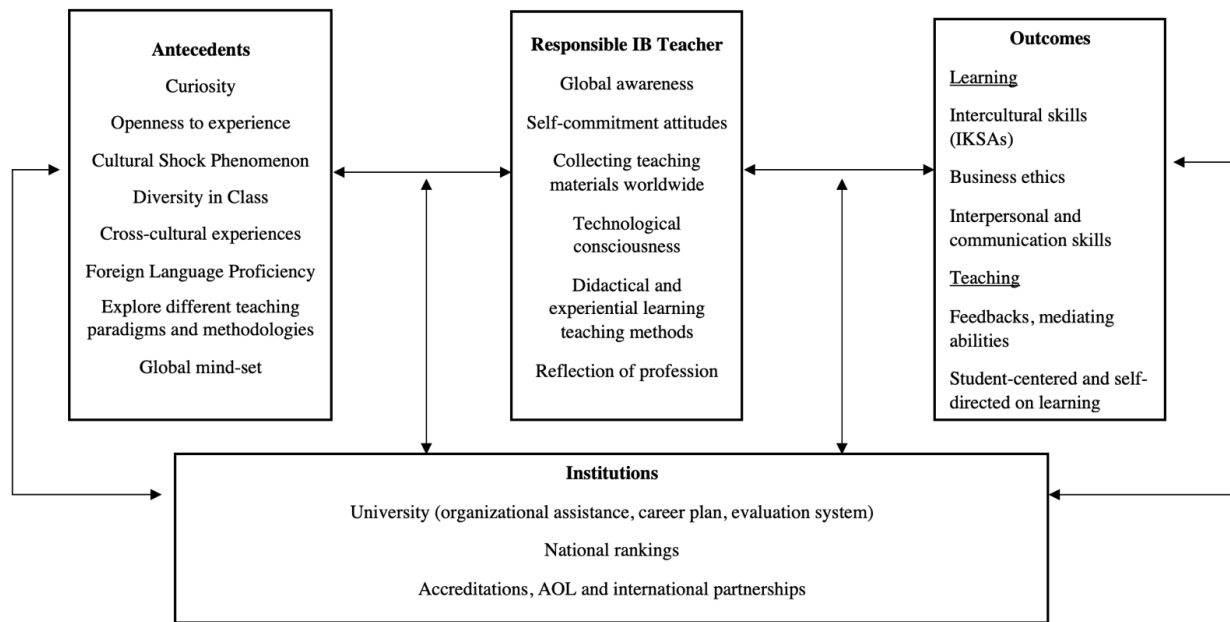 Antecedents
Curiosity
Openness to experience
Cultural Shock Phenomenon
Diversity in Class
Cross-cultural experiences
Foreign Language Proficiency
Explore different teaching
paradigms and methodologies
Global mind-set
Responsible IB Teacher
Global awareness
Self-commitment attitudes
Collecting teaching
materials worldwide
Technological
consciousness
Didactical and
experiential learning
teaching methods
Reflection of profession
Outcomes
Learning
Intercultural skills
(IKSAs)
Business ethics
Interpersonal and
communication skills
Teaching
Feedbacks, mediating
abilities
Student-centered and self-
directed on learning
Institutions
University (organizational assistance, career plan, evaluation system)
National rankings
Accreditations, AOL and international partnerships